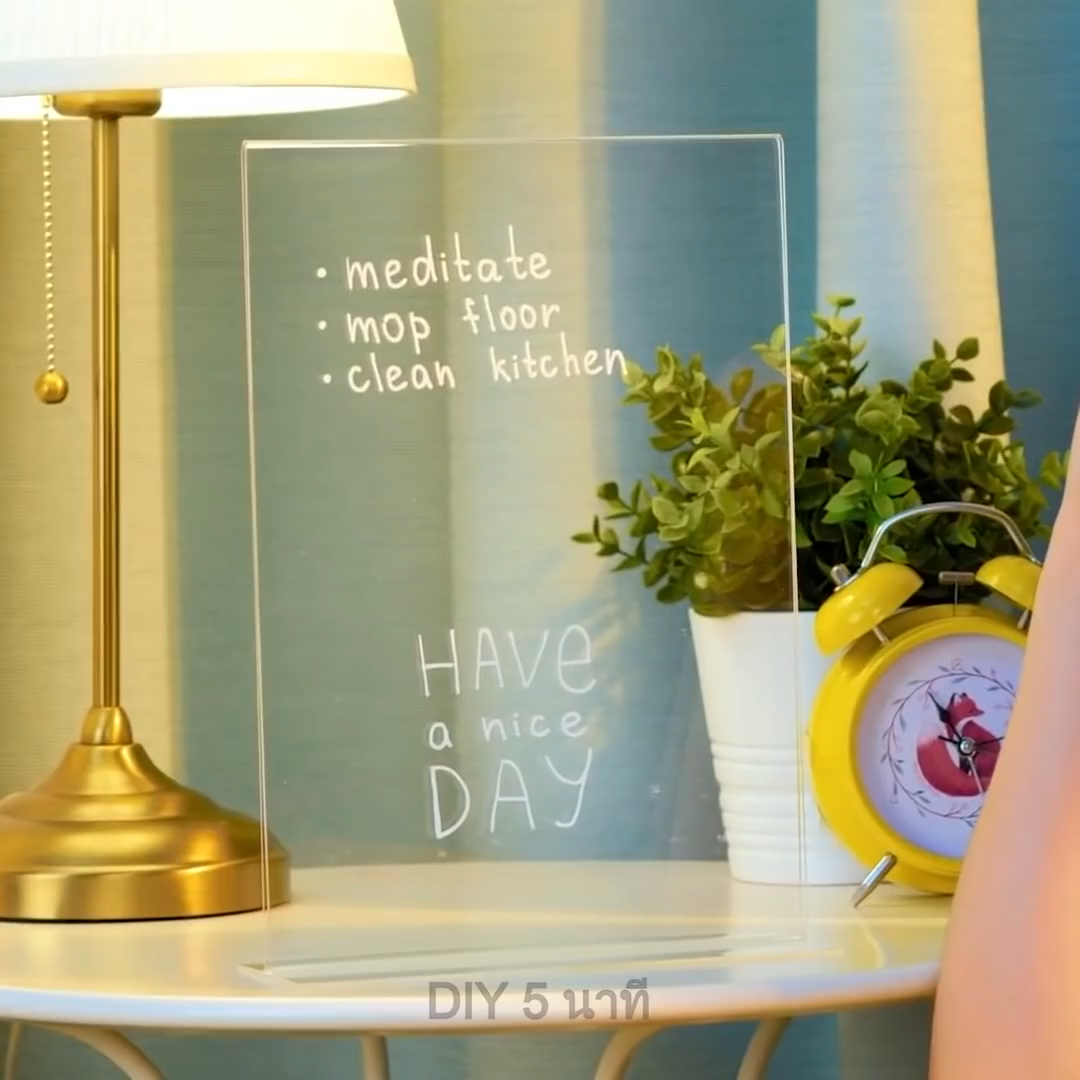 • meditate
• mop floor
• clean kitchen
HAVE
a nice
DAY
DIY 5 นาที